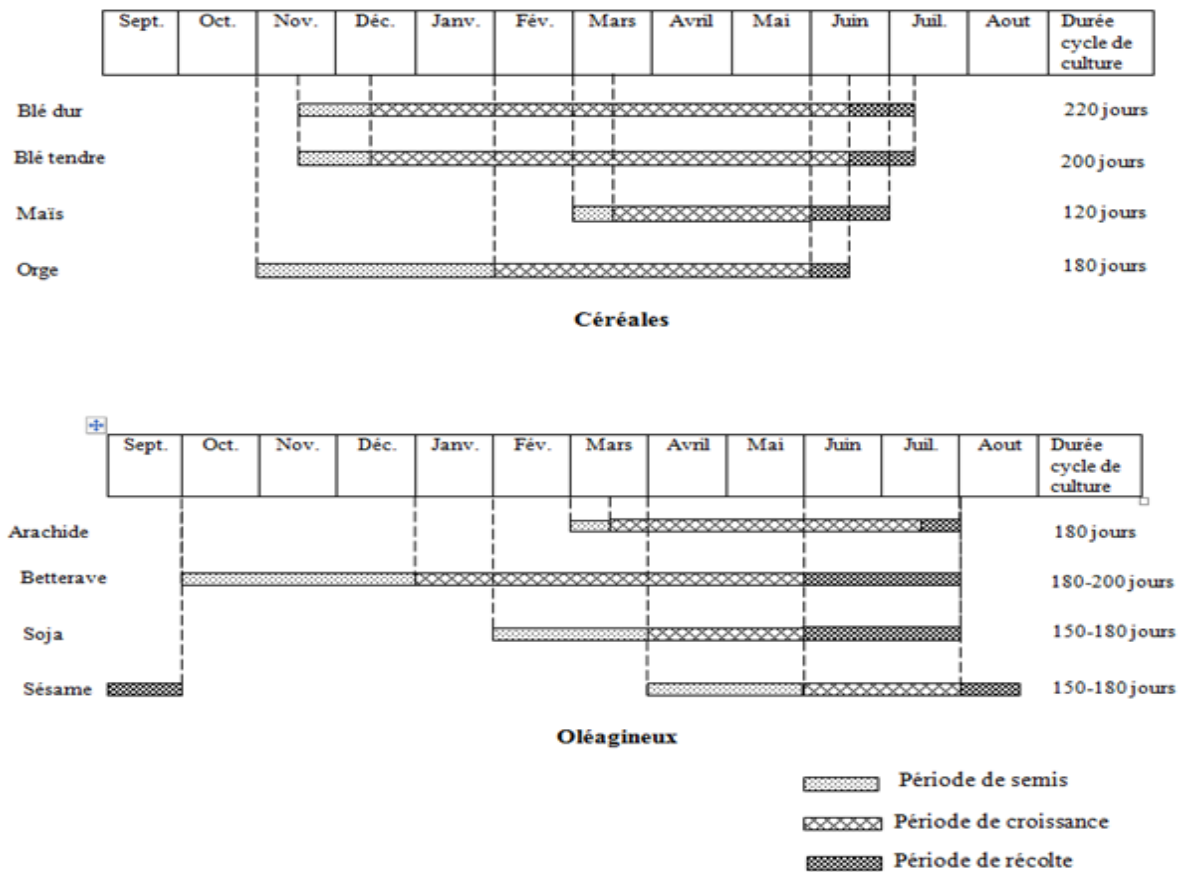 Sept. Oct. Nov. Déc. Janv. Fév. Mars Avril Mai Juin Juil. Aout Durée
cycle de
culture
Blé dur 220 jours
Blé tendre 200 jours
Maïs 120 jours
Orge 180 jours
Céréales
Sept. Oct. Nov. Déc. Janv. Fév. Mars Avril Mai Juin Juil. Aout Durée
cycle de
culture
Arachide 180 jours
Betterave 180-200 jours
Soja 150-180 jours
Sésame 150-180 jours
Oléagineux
Période de semis
Période de croissance
Période de récolte